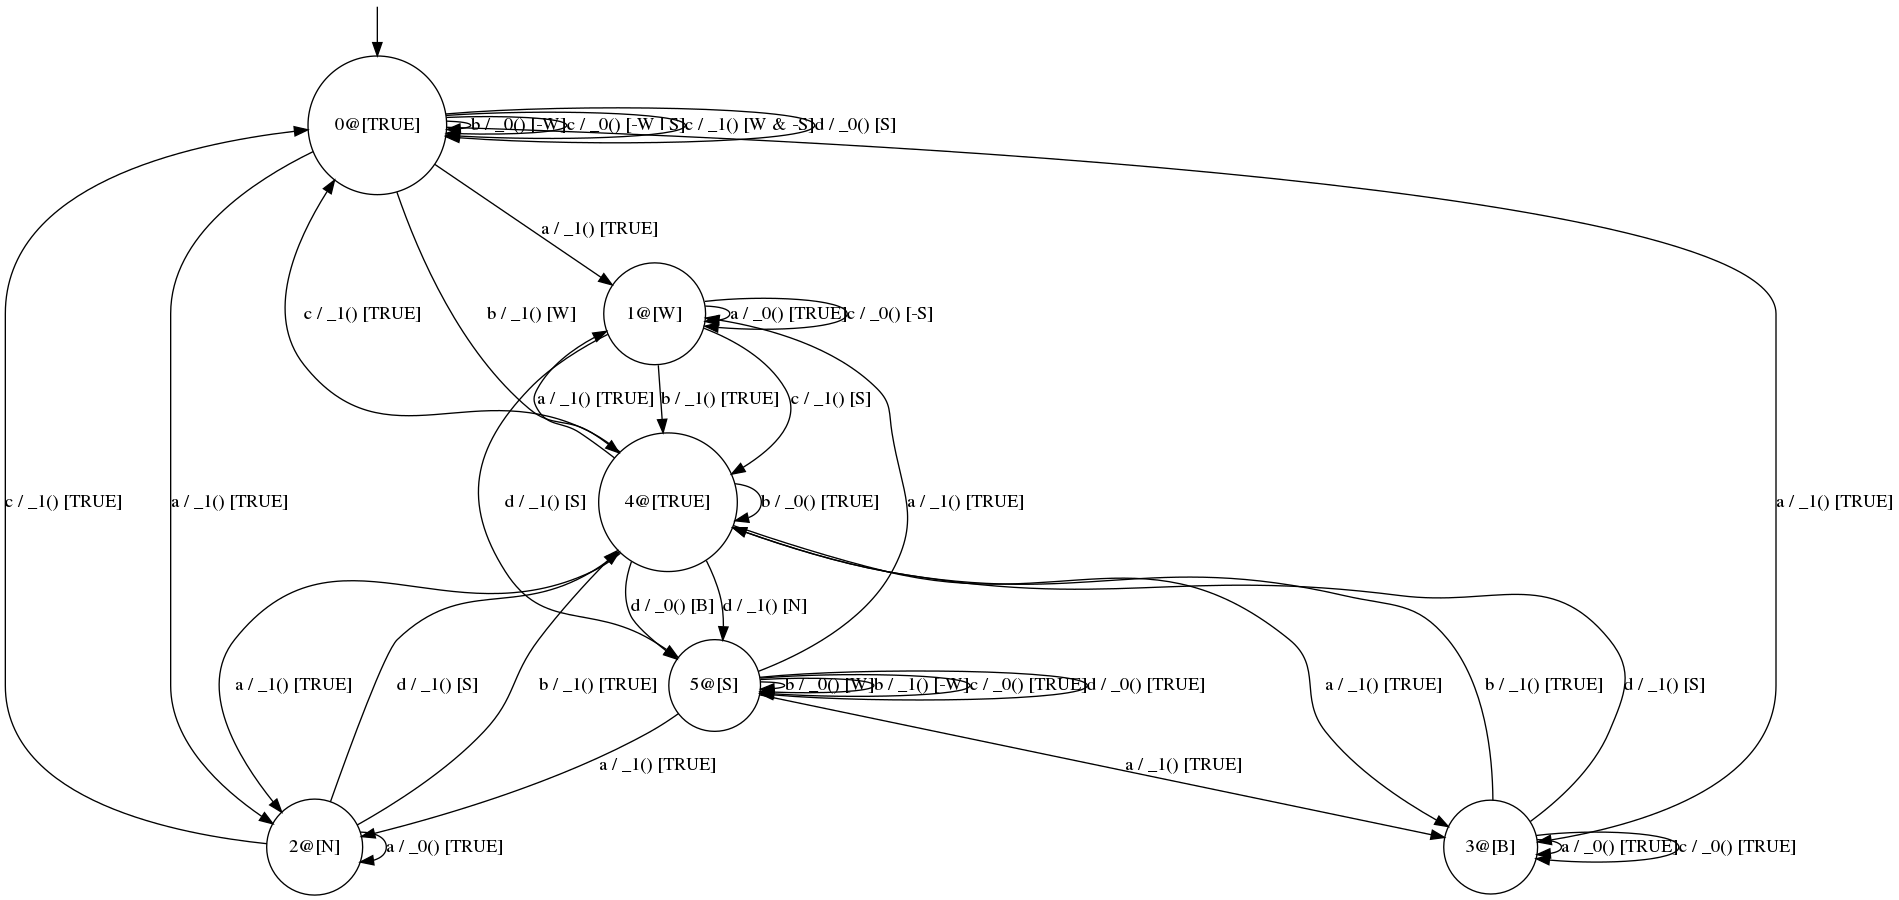 0@[TRUE]
b / _0() [-W]
c / _0() [-W | S]
c / _1() [W & -S]
d / _0() [S]
a / _1() [TRUE]
c / _1() [TRUE]
b / _1() [W]
1@[W]
a / _0() [TRUE]
c / _0() [-S]
a / _1() [TRUE]
b / _1() [TRUE]
c / _1() [S]
c / _1() [TRUE]
a / _1() [TRUE]
d / _1() [S]
4@[TRUE]
b / _0() [TRUE]
a / _1() [TRUE]
a / _1() [TRUE]
d / _0() [B]
d / _1() [N]
a / _1() [TRUE]
d / _1() [S]
b / _1() [TRUE]
5@[S]
b / _0() [W]
b / _1() [-W]
c / _0() [TRUE]
d / _0() [TRUE]
a / _1() [TRUE]
b / _1() [TRUE]
d / _1() [S]
a / _1() [TRUE]
a / _1() [TRUE]
2@[N]
a / _0() [TRUE]
3@[B]
a / _0() [TRUE]
c / _0() [TRUE]